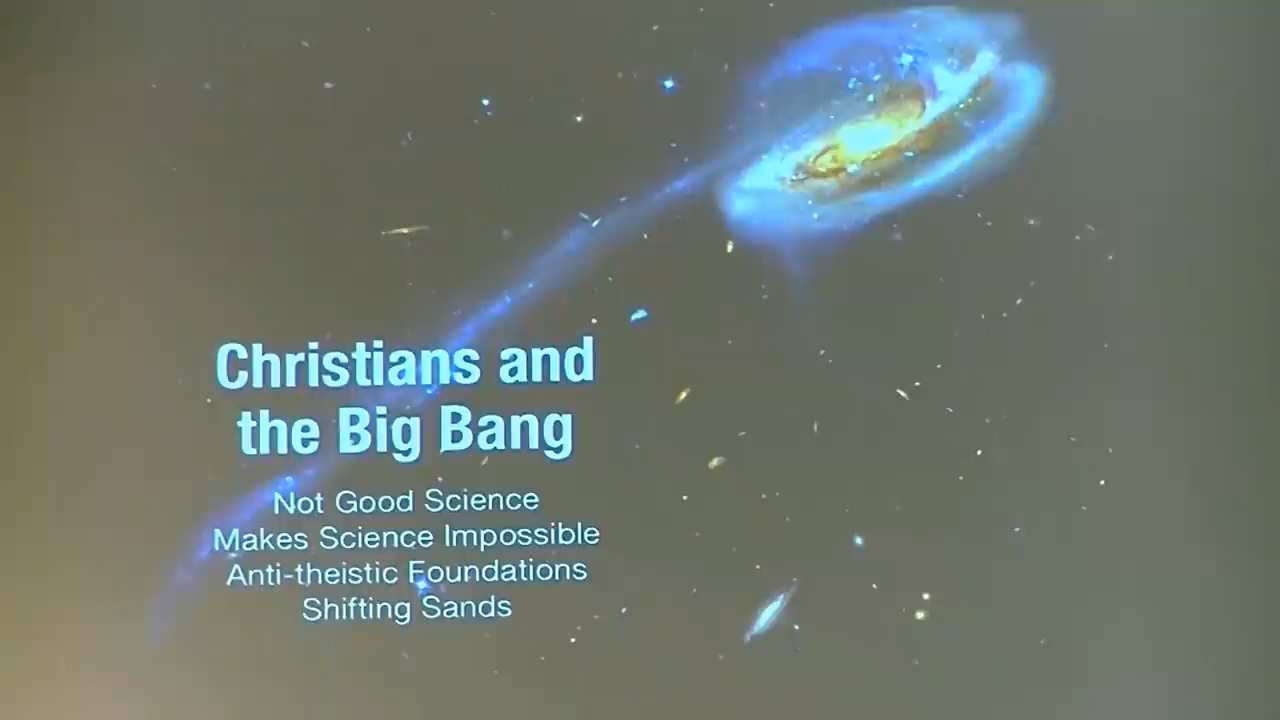 Christians and
the Big Bang
Not Good Science
Makes Science Impossible
Anti-theistic Foundations
Shifting Sands